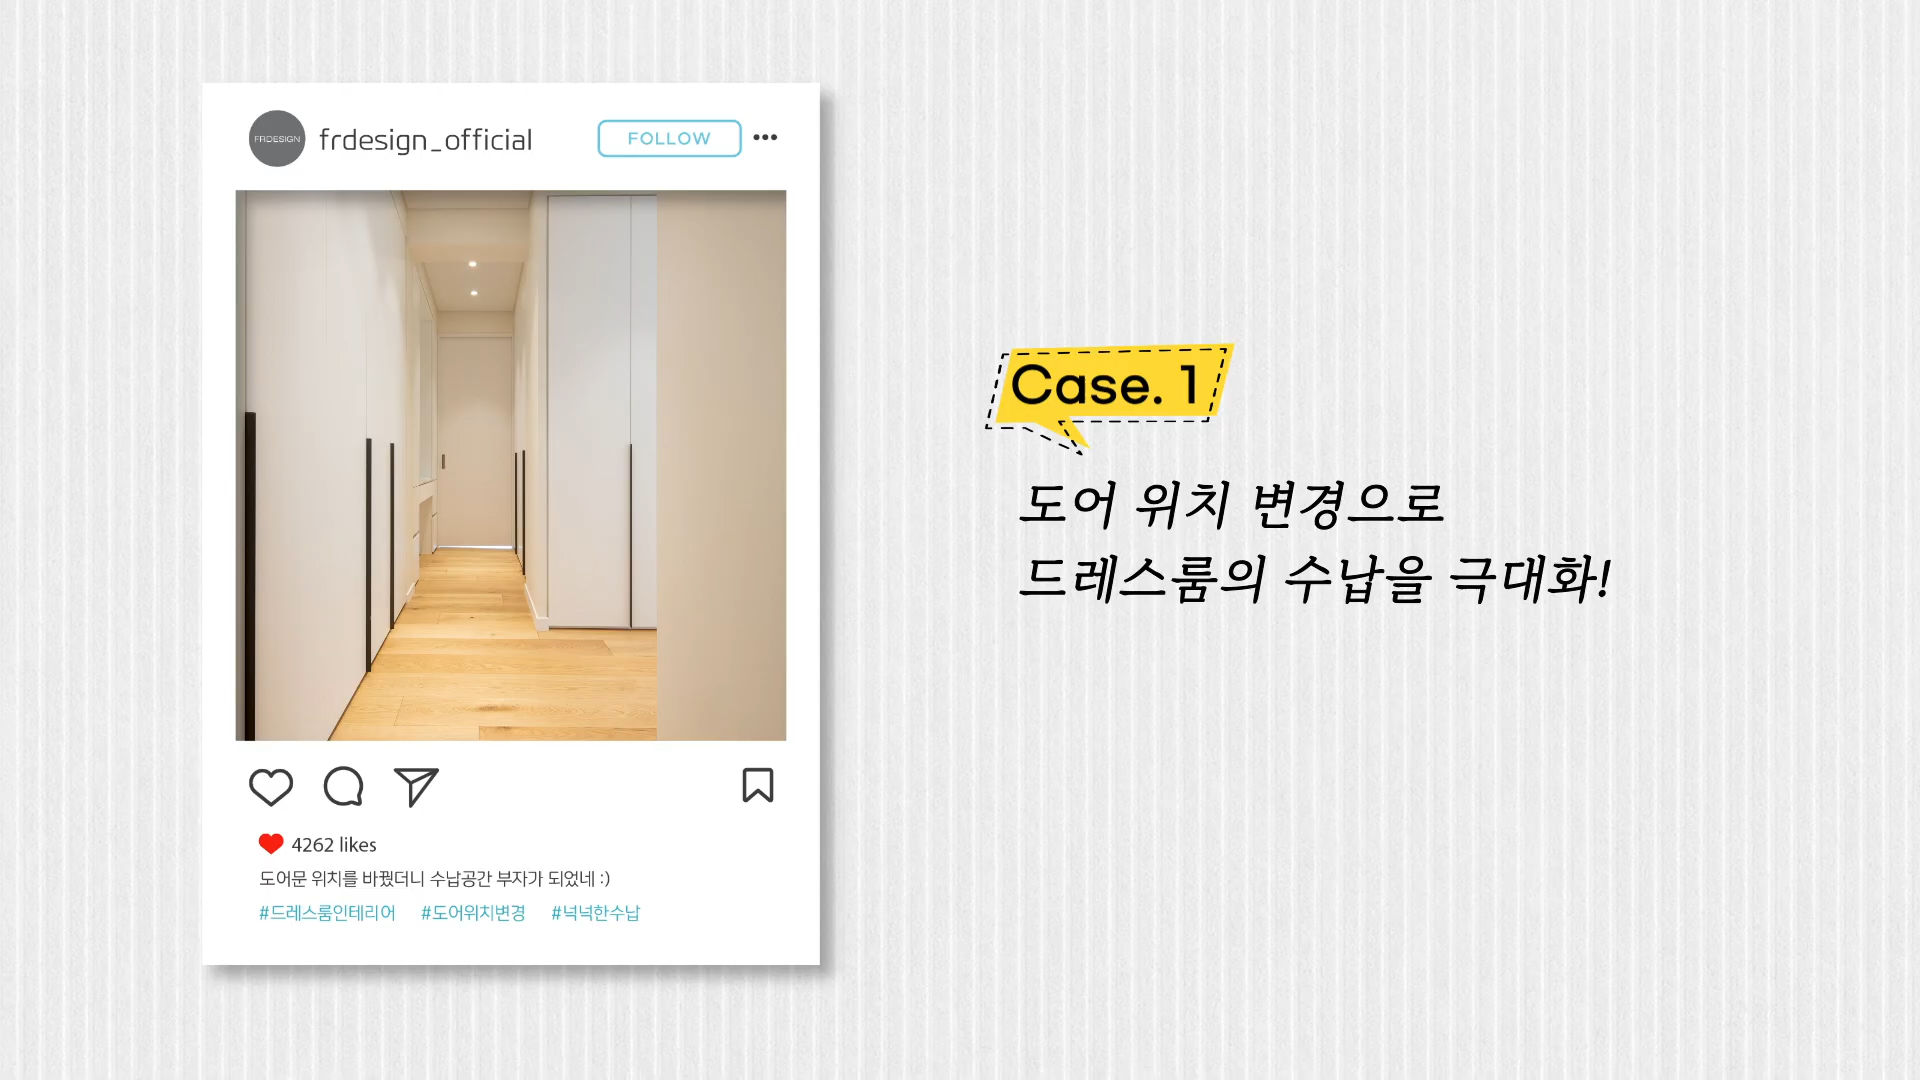 FRDESIGN
frdesign_official
FOLLOW
4262 likes
도어문 위치를 바꿨더니 수납공간 부자가 되었네 :)
#드레스룸인테리어 #도어위치변경 #넉넉한수납
Case. 1
도어 위치 변경으로
드레스룸의 수납을 극대화!